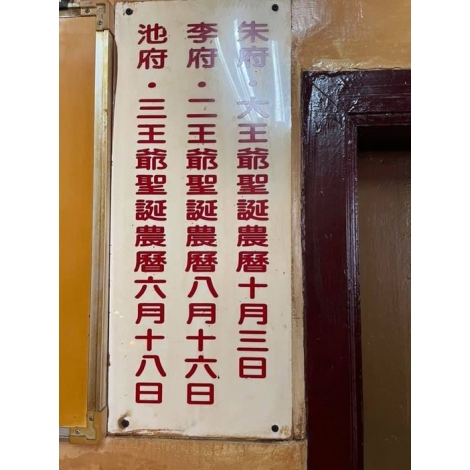 朱府·大王爺聖誕農曆十月三日
李府·二王爺聖誕農曆八月十六日
池府·三王爺聖誕農曆六月十八日